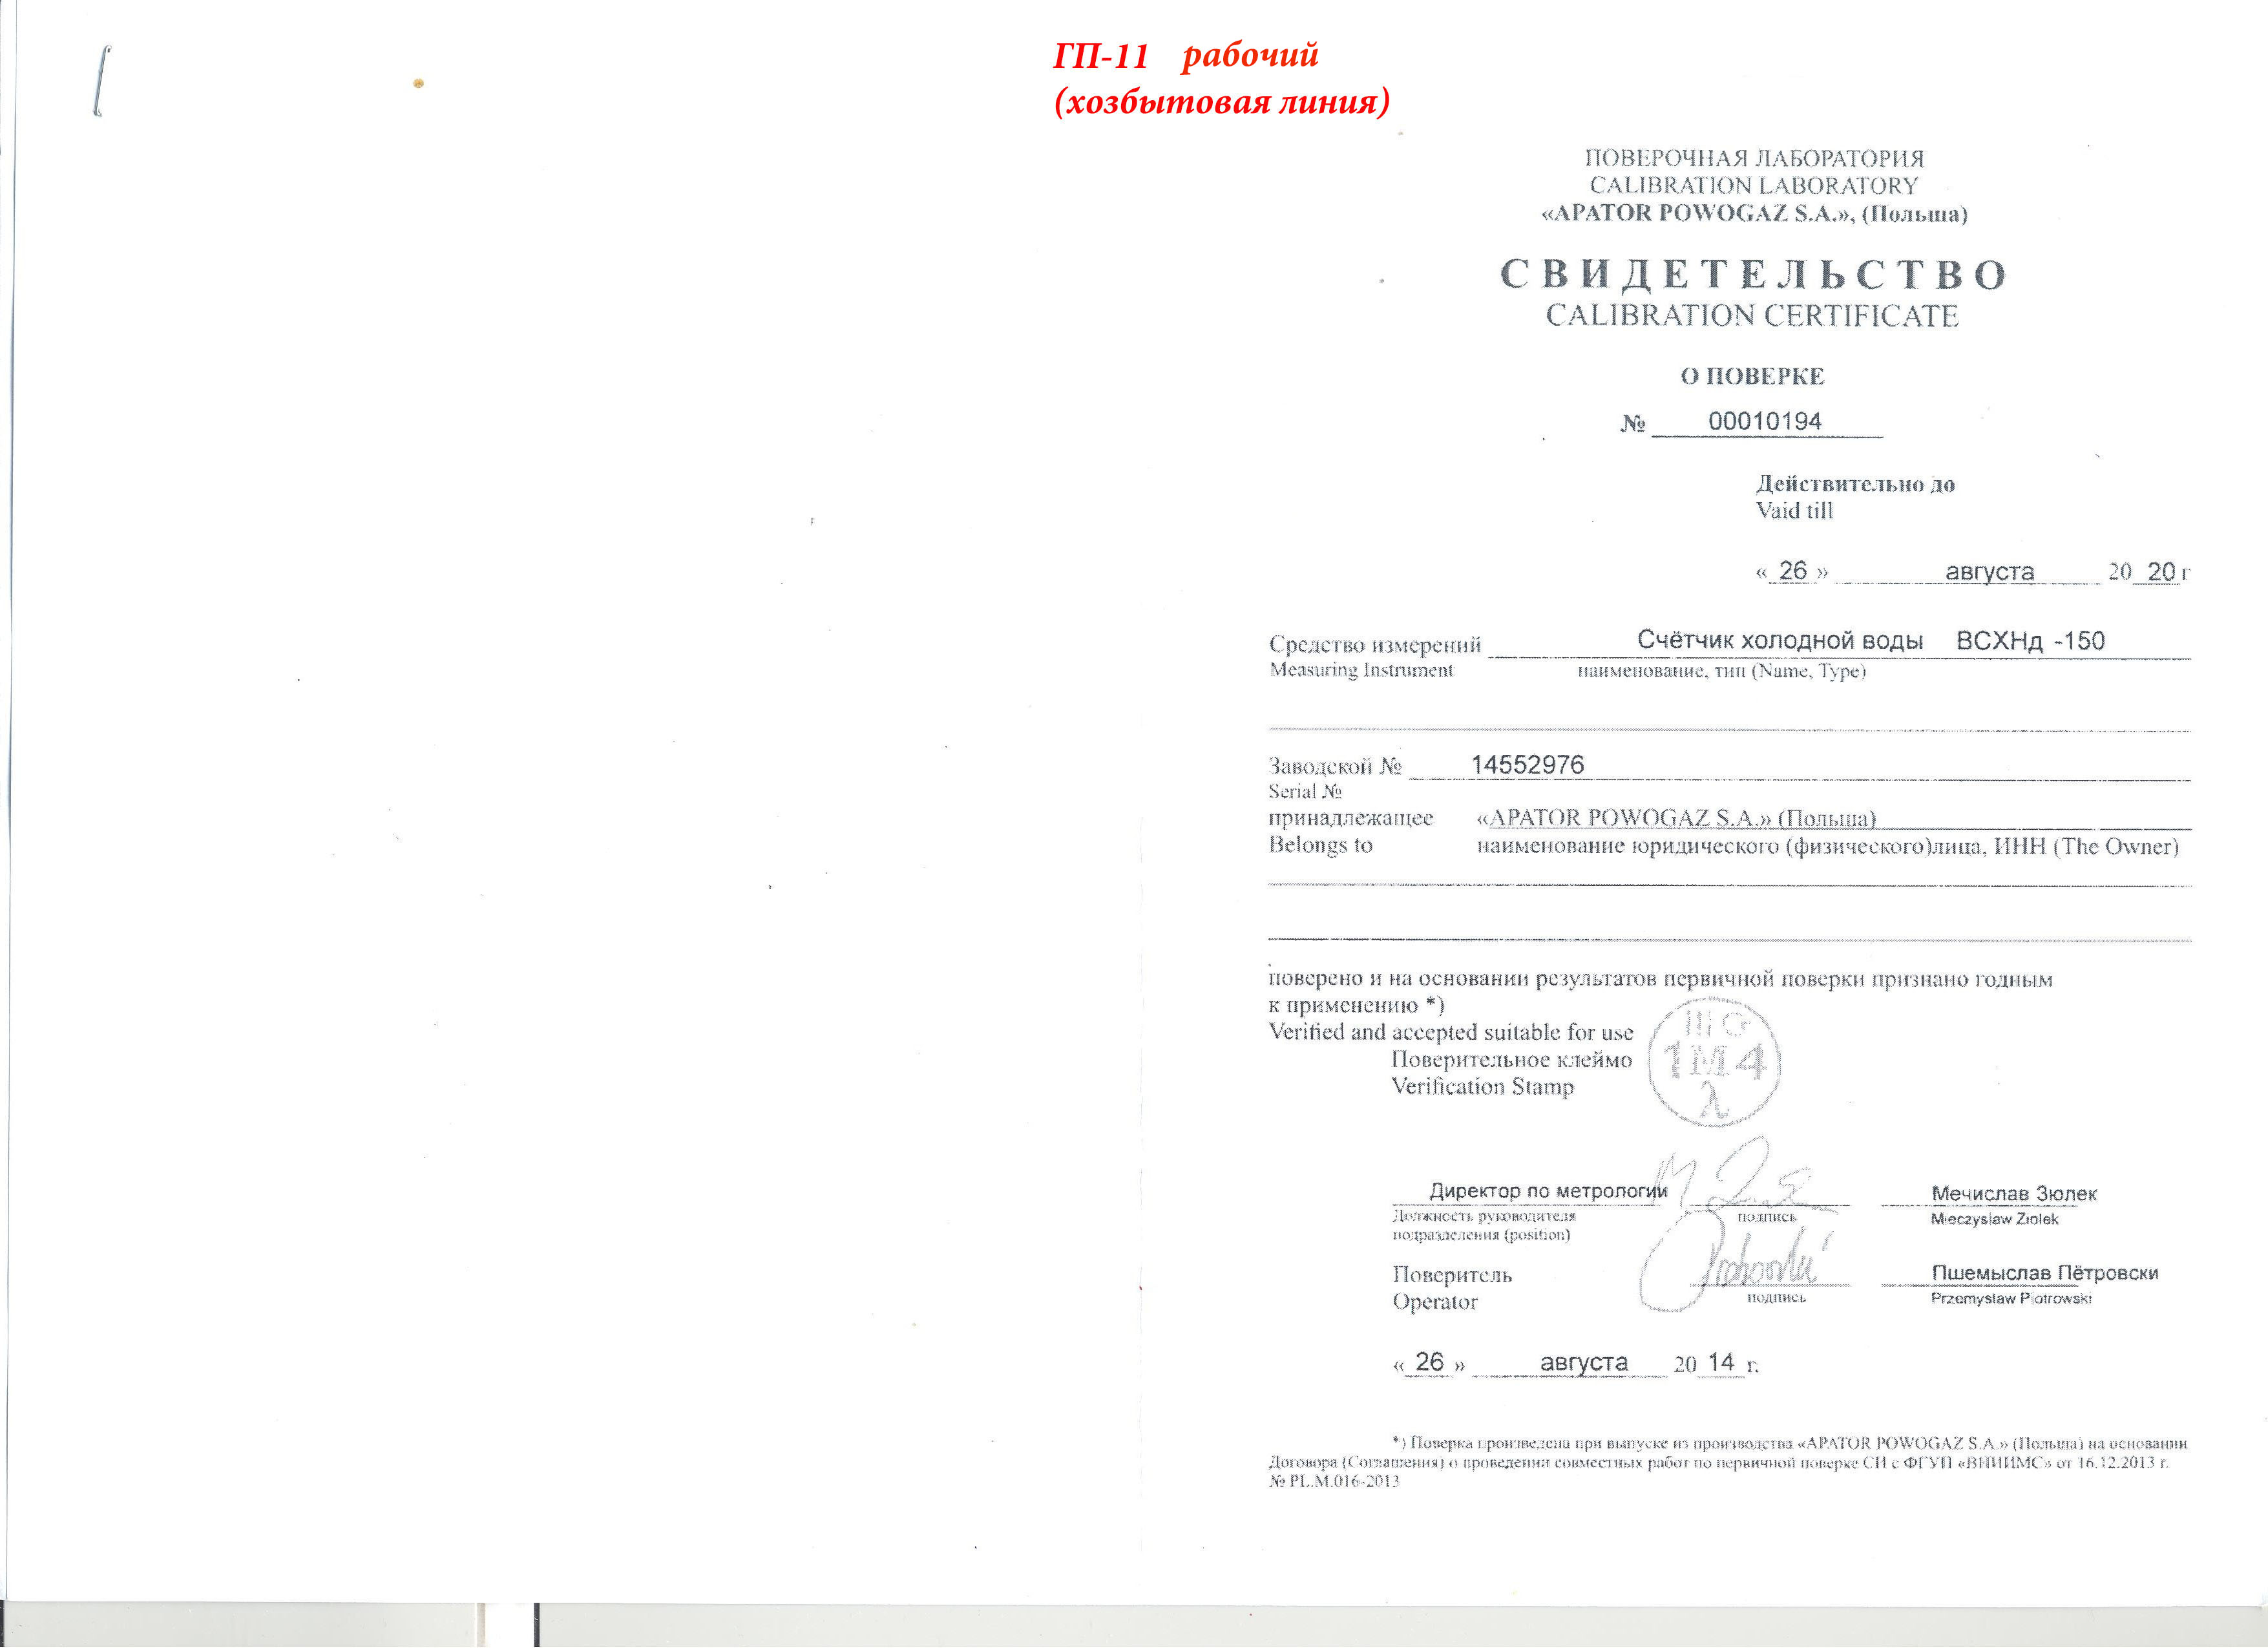 ГП-11 рабочий
(хозбытовая линия)
ПОВЕРОЧНАЯ ЛАБОРАТОРИЯ
CALIBRATION LABORATORY
«APATOR POWOGAZ S.A.», (Польша)
СВИДЕТЕЛЬСТВО
CALIBRATION CERTIFICATE
О ПОВЕРКЕ
№ 00010194
Действительно до
Vaid till
« 26 » августа 20 20 г
Средство измерений Счётчик холодной воды ВСХНд -150
Measuring Instrument наименование, тип (Name, Type)
Заводской № 14552976
Serial №
принадлежащее «APATOR POWOGAZ S.A.» (Польша)
Belongs to наименование юридического (физического)лица, ИНН (The Owner)
поверено и на основании результатов первичной поверки признано годным
к применению *)
Verified and accepted suitable for use
Поверительное клеймо
Verification Stamp
1М4
Директор по метрологии Мечислав Зюлек
Должность руководителя подпись Mieczyslaw Ziolek
подразделения (position)
Поверитель Пшемыслав Пётровски
Operator подпись Przemyslaw Piotrowski
« 26 » августа 20 14 г.
*) Поверка произведена при выпуске из производства «APATOR POWOGAZ S.A.» (Польша) на основании
Договора (Соглашения) о проведении совместных работ по первичной поверке СИ с ФГУП «ВНИИМС» от 16.12.2013 г.
№ PL.M.016-2013